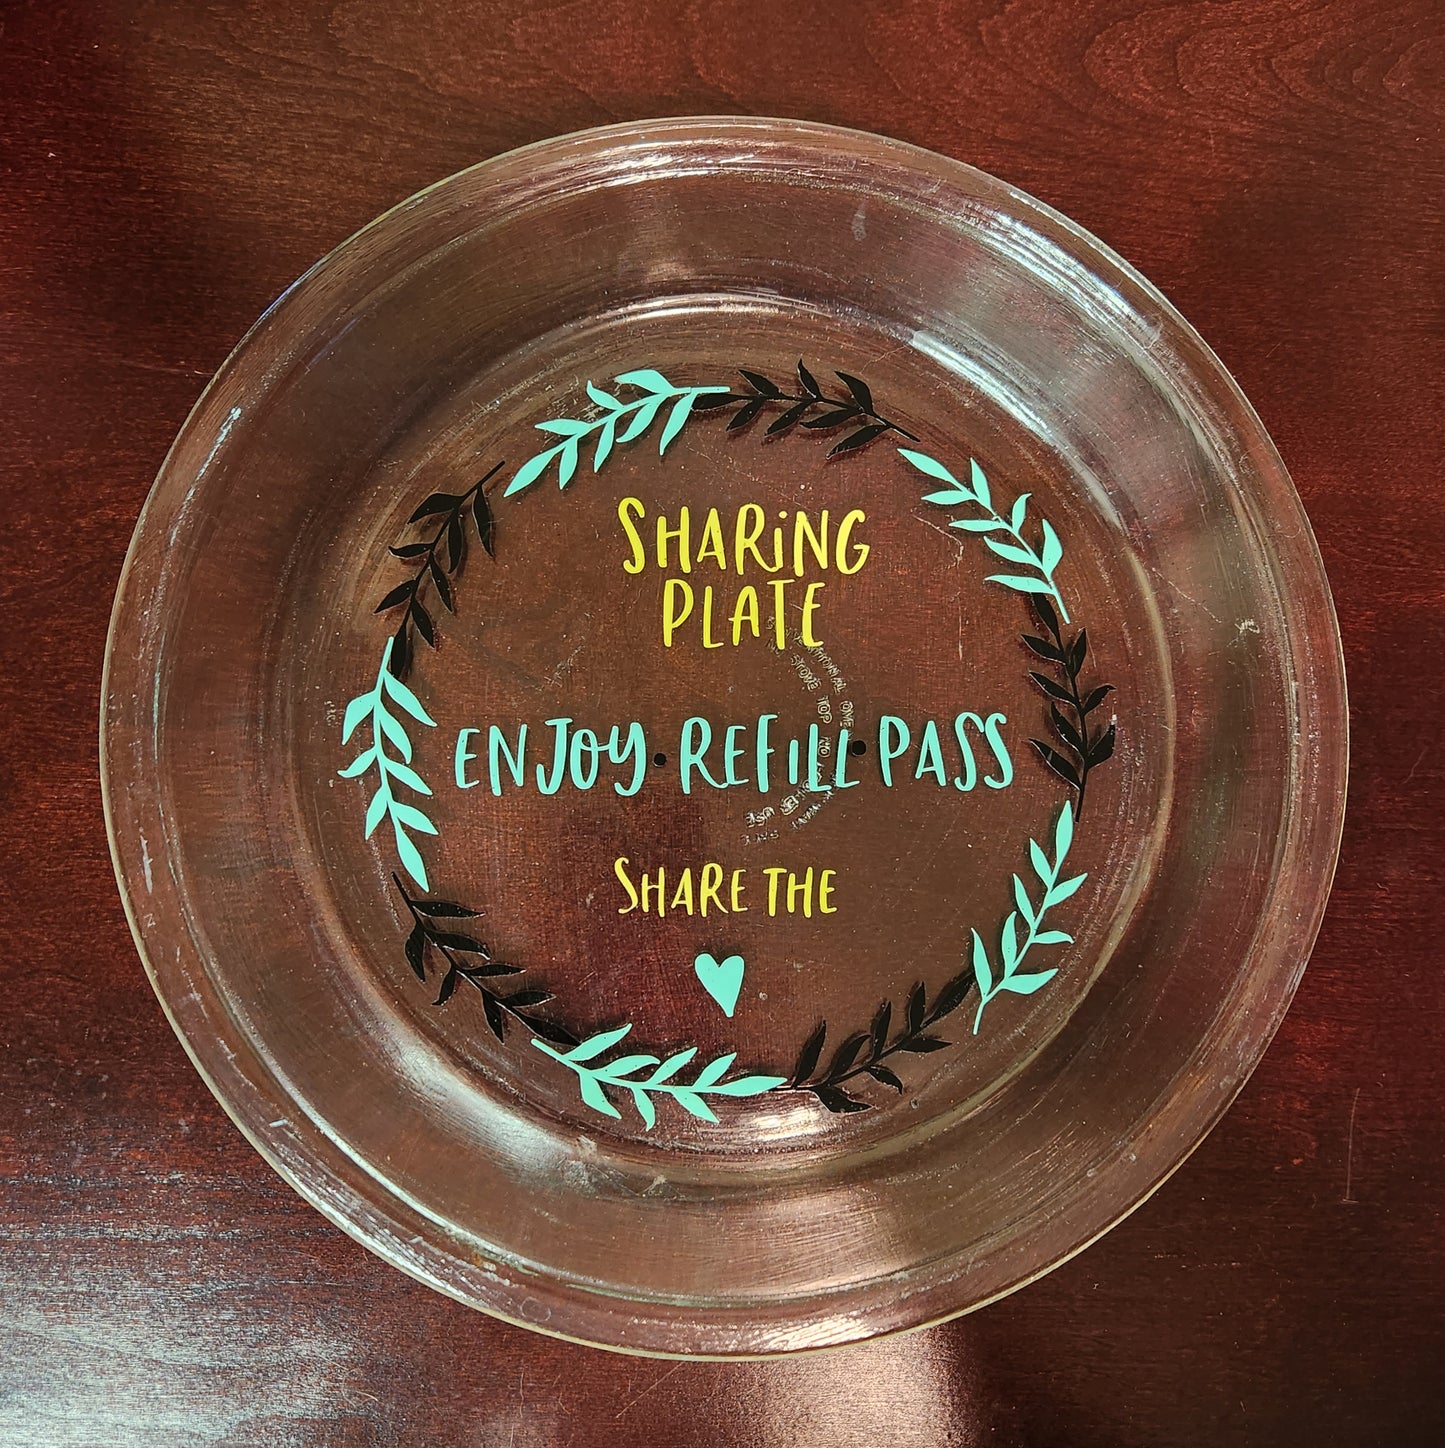 SHARING
PLATE
ENJOY • REFILL • PASS
SHARE THE